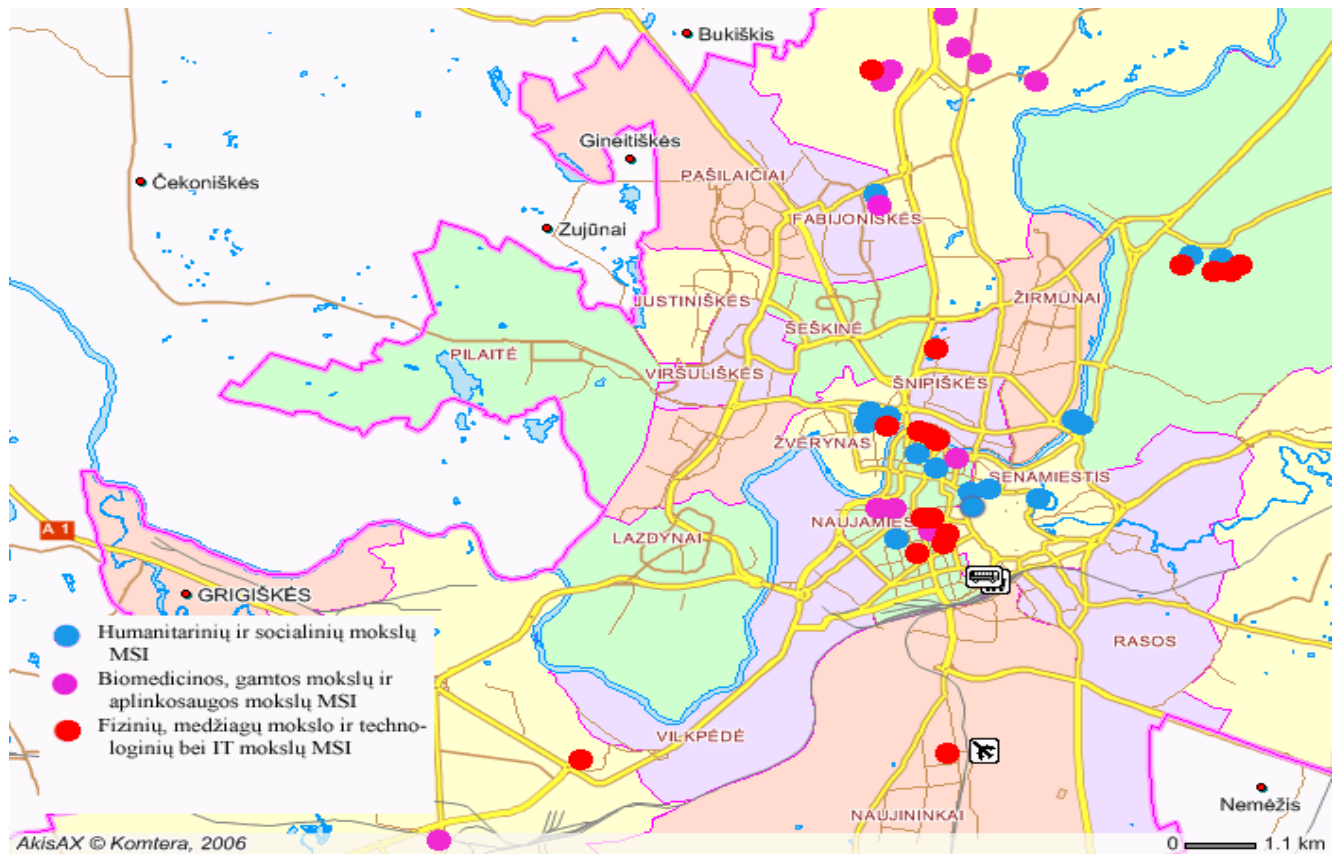 Bukiškis
Gineitiškės
PAŠILAIČIAI
Čekoniškės
FABIJONIŠKĖS
Zujūnai
JUSTINIŠKĖS
ŽIRMŪNAI
ŠEŠKINĖ
PILAITĖ
VIRŠULIŠKĖS
ŠNIPIŠKĖS
ŽVĖRYNAS
SENAMIESTIS
A 1
NAUJAMIES
LAZDYNAI
GRIGIŠKĖS
Humanitarinių ir socialinių mokslų
MSI
RASOS
Biomedicinos, gamtos mokslų ir
aplinkosaugos mokslų MSI
Fizinių, medžiagų mokslo ir techno-
loginių bei IT mokslų MSI
VILKPĖDĖ
Nemėžis
NAUJININKAI
AkisAX © Komtera, 2006
0 1.1 km